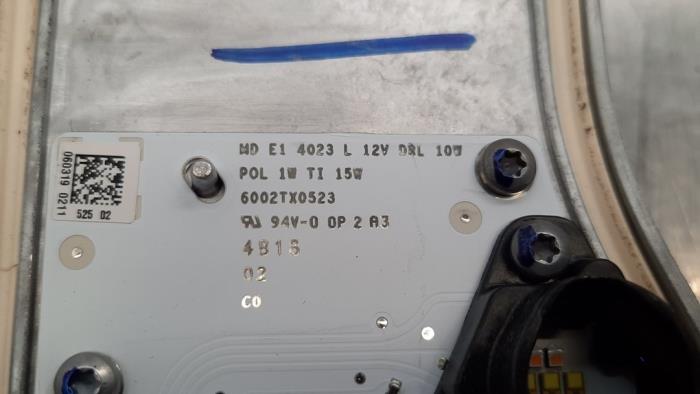 MD E1 4023 L 12V DRL 10W
POL 1W TI 15W
6002TX0523
94V-0 OP 2 A3
4818
02
C0
060319 0211
525 02